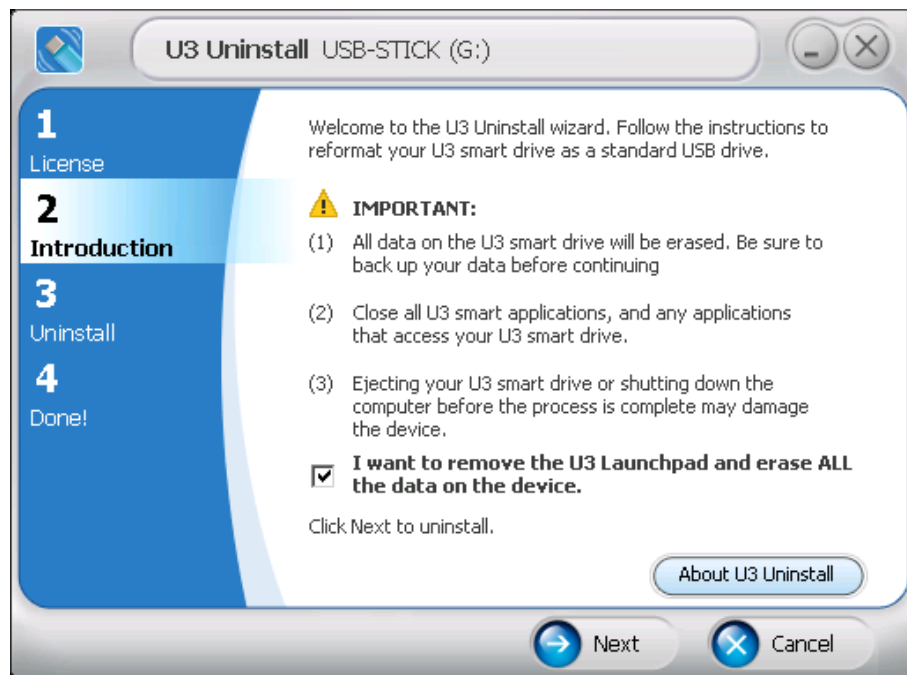 U3 Uninstall USB-STICK (G:)
1
License
2
Introduction
3
Uninstall
4
Done!
Welcome to the U3 Uninstall wizard. Follow the instructions to
reformat your U3 smart drive as a standard USB drive.
IMPORTANT:
(1) All data on the U3 smart drive will be erased. Be sure to
back up your data before continuing
(2) Close all U3 smart applications, and any applications
that access your U3 smart drive.
(3) Ejecting your U3 smart drive or shutting down the
computer before the process is complete may damage
the device.
I want to remove the U3 Launchpad and erase ALL
the data on the device.
Click Next to uninstall.
About U3 Uninstall
Next Cancel